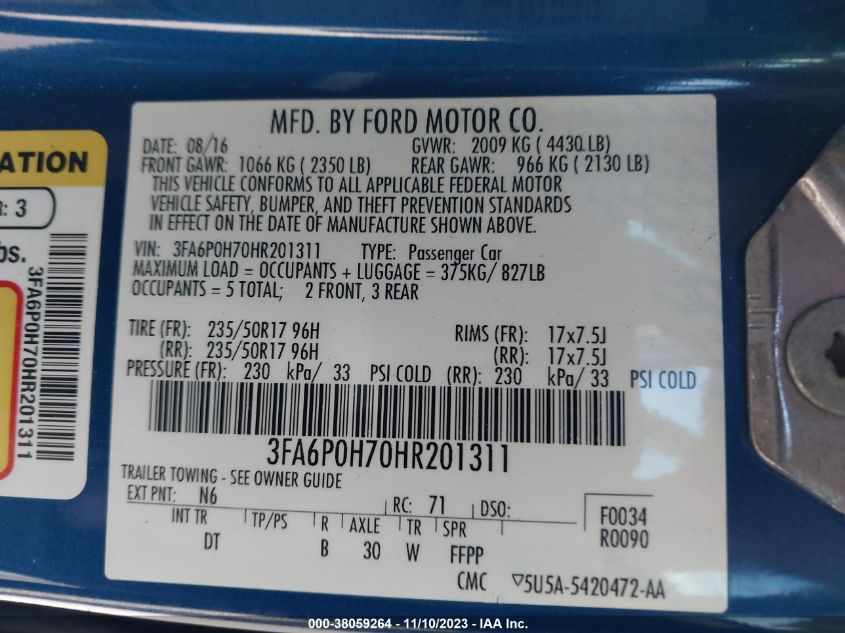 MFD. BY FORD MOTOR CO.
DATE: 08/16 GVWR: 2009 KG ( 4430 LB)
FRONT GAWR: 1066 KG ( 2350 LB) REAR GAWR: 966 KG ( 2130 LB)
THIS VEHICLE CONFORMS TO ALL APPLICABLE FEDERAL MOTOR
VEHICLE SAFETY, BUMPER, AND THEFT PREVENTION STANDARDS
IN EFFECT ON THE DATE OF MANUFACTURE SHOWN ABOVE.
VIN: 3FA6P0H70HR201311 TYPE: Passenger Car
MAXIMUM LOAD = OCCUPANTS + LUGGAGE = 375KG/ 827LB
OCCUPANTS = 5 TOTAL; 2 FRONT, 3 REAR
TIRE (FR): 235/50R17 96H RIMS (FR): 17x7.5J
(RR): 235/50R17 96H (RR): 17x7.5J
PRESSURE (FR): 230 kPa/ 33 PSI COLD (RR): 230 kPa/ 33 PSI COLD
3FA6P0H70HR201311
TRAILER TOWING - SEE OWNER GUIDE
EXT PNT: N6 RC: 71 DSO:
INT TR TP/PS R AXLE TR SPR
DT B 30 W FFPP
F0034
R0090
CMC 5U5A-5420472-AA
ATION
R: 3
bs.
3FA6P0H70HR201311
000-38059264 - 11/10/2023 - IAA Inc.